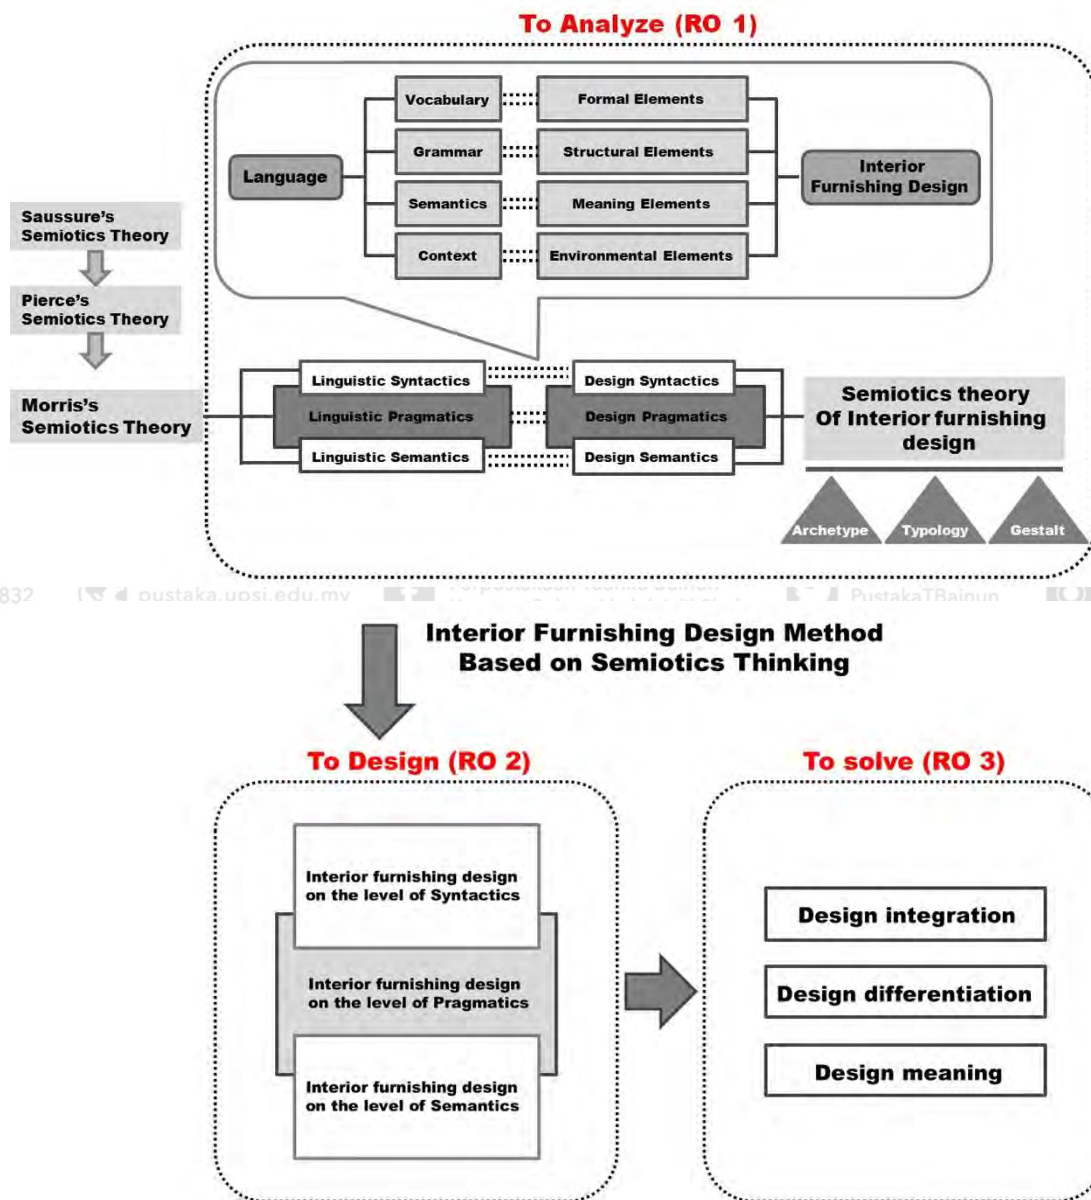 To Analyze (RO 1)
Vocabulary
Formal Elements
Grammar
Structural Elements
Language
Interior
Furnishing Design
Semantics
Meaning Elements
Context
Environmental Elements
Saussure's
Semiotics Theory
Pierce's
Semiotics Theory
Morris's
Semiotics Theory
Linguistic Syntactics
Design Syntactics
Linguistic Pragmatics
Design Pragmatics
Linguistic Semantics
Design Semantics
Semiotics theory
Of Interior furnishing
design
Archetype
Typology
Gestalt
832
pustaka.upsi.edu.my
PustakaTBainun
Interior Furnishing Design Method
Based on Semiotics Thinking
To Design (RO 2)
Interior furnishing design
on the level of Syntactics
Interior furnishing design
on the level of Pragmatics
Interior furnishing design
on the level of Semantics
To solve (RO 3)
Design integration
Design differentiation
Design meaning